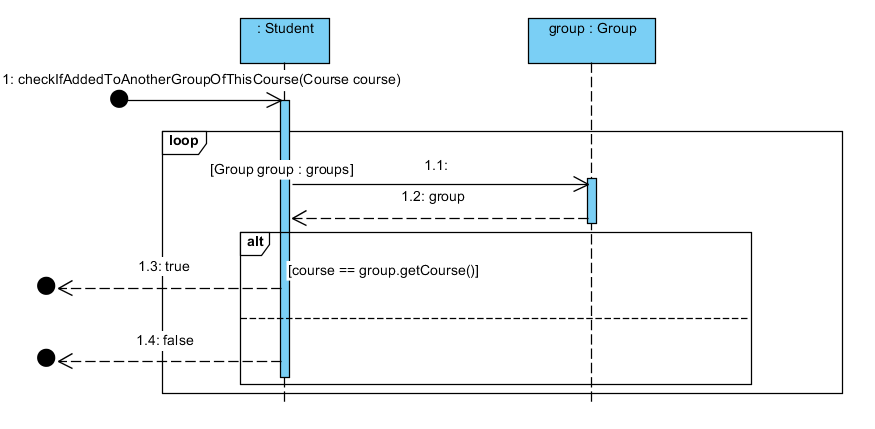 : Student
group : Group
1: checkIfAddedToAnotherGroupOfThisCourse(Course course)
loop
[Group group : groups]
1.1:
1.2: group
alt
1.3: true
[course == group.getCourse()]
1.4: false